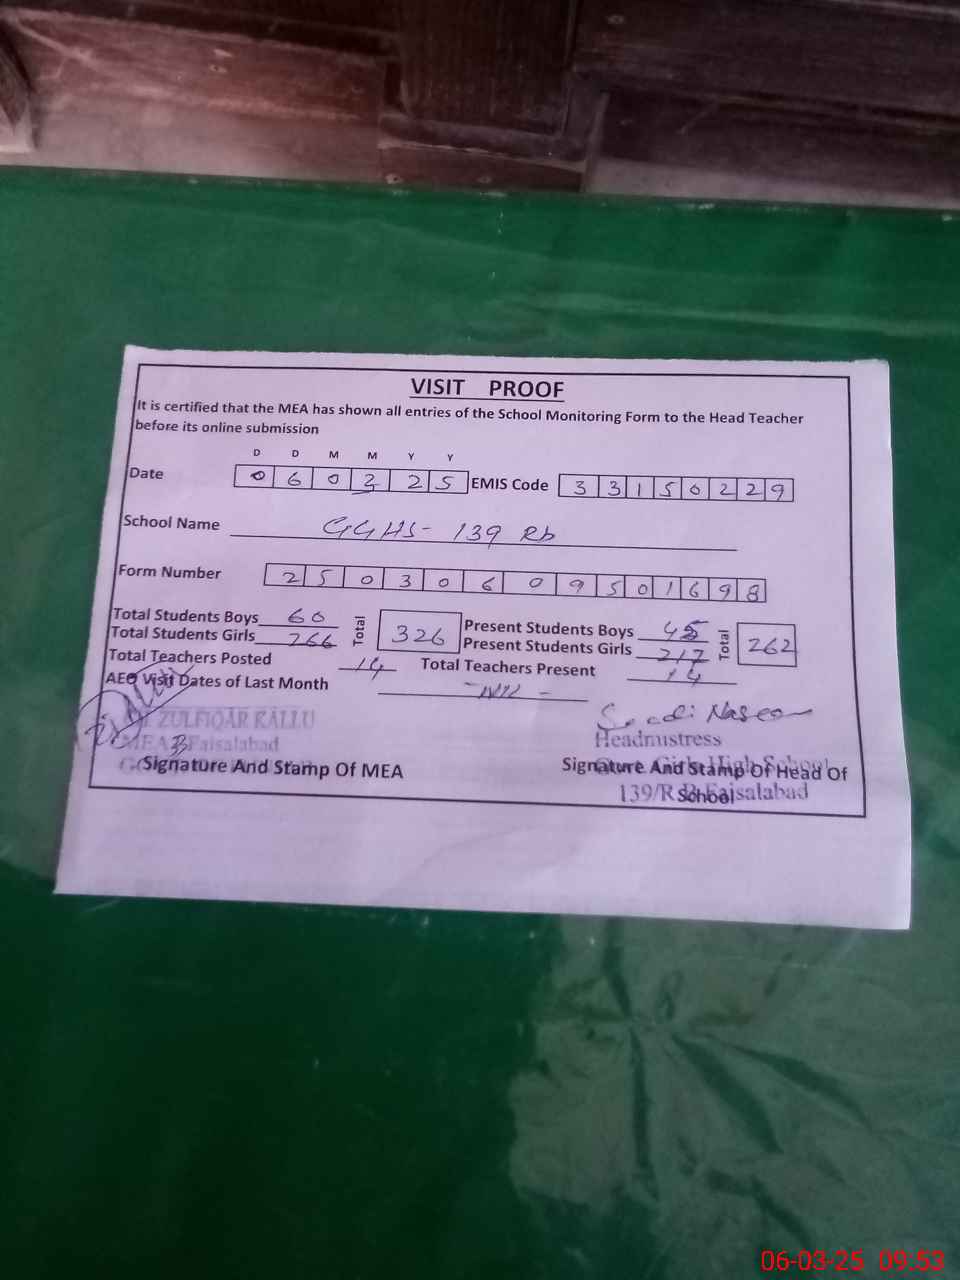 VISIT PROOF
It is certified that the MEA has shown all entries of the School Monitoring Form to the Head Teacher
before its online submission
D D M M Y Y
Date 0 6 0 3 2 5 EMIS Code 3 3 1 5 0 2 2 9
School Name GGHS- 139 Rb
Form Number 2 5 0 3 0 6 0 9 5 0 1 6 9 8
Total Students Boys 60 Total 326 Present Students Boys 45 Total 262
Total Students Girls 266 Present Students Girls 217
Total Teachers Posted 14 Total Teachers Present 14
AEO Visit Dates of Last Month -Nil-
ZULFIQAR KALLU
MEA Faisalabad
Signature And Stamp Of MEA
Headmistress
Govt. Girls High School
Signature And Stamp Of Head Of
School
139/R.B Faisalabad
06-03-25 09:53